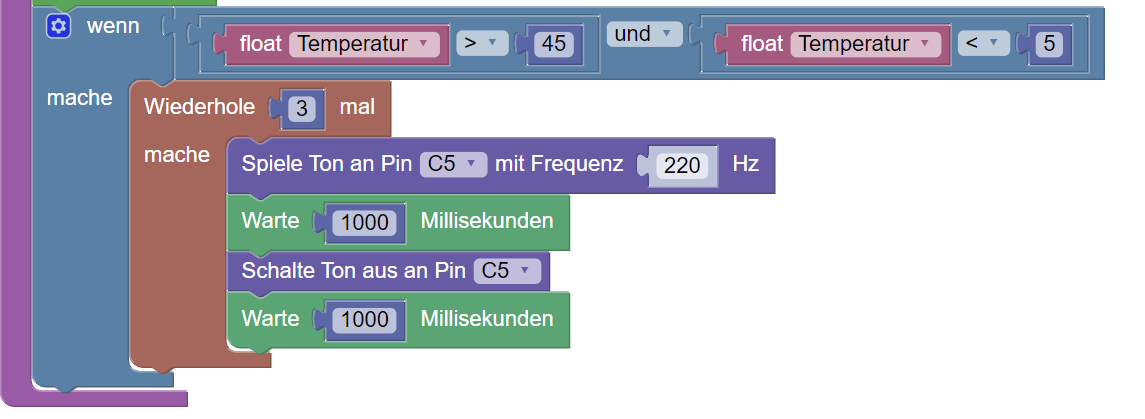 wenn float Temperatur > 45 und float Temperatur < 5
mache Wiederhole 3 mal
mache Spiele Ton an Pin C5 mit Frequenz 220 Hz
Warte 1000 Millisekunden
Schalte Ton aus an Pin C5
Warte 1000 Millisekunden